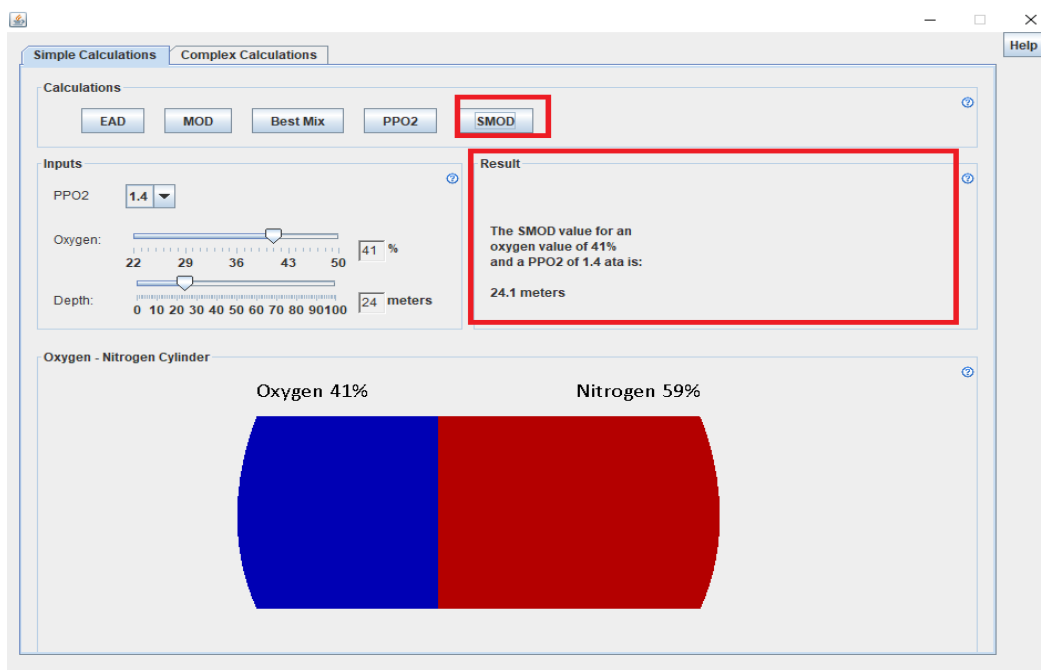 Help
Simple Calculations Complex Calculations
Calculations
EAD MOD Best Mix PPO2 SMOD
Inputs
PPO2 1.4
Oxygen: 41 %
22 29 36 43 50
Depth: 24 meters
0 10 20 30 40 50 60 70 80 90100
Result
The SMOD value for an
oxygen value of 41%
and a PPO2 of 1.4 ata is:
24.1 meters
Oxygen - Nitrogen Cylinder
Oxygen 41% Nitrogen 59%